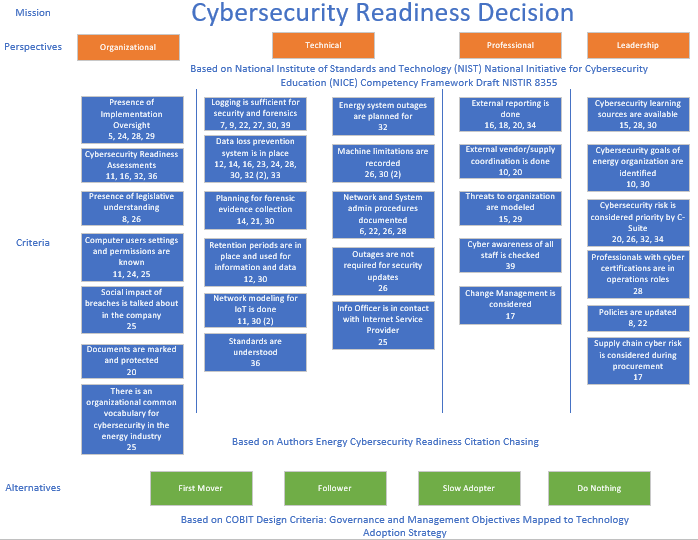 Mission
Cybersecurity Readiness Decision
Perspectives
Organizational
Technical
Professional
Leadership
Based on National Institute of Standards and Technology (NIST) National Initiative for Cybersecurity
Education (NICE) Competency Framework Draft NISTIR 8355
Criteria
Presence of
Implementation
Oversight
5, 24, 28, 29
Cybersecurity Readiness
Assessments
11, 16, 32, 36
Presence of legislative
understanding
8, 26
Computer users settings
and permissions are
known
11, 24, 25
Social impact of
breaches is talked about
in the company
25
Documents are marked
and protected
20
There is an
organizational common
vocabulary for
cybersecurity in the
energy industry
25
Logging is sufficient for
security and forensics
7, 9, 22, 27, 30, 39
Data loss prevention
system is in place
12, 14, 16, 23, 24, 28,
30, 32 (2), 33
Planning for forensic
evidence collection
14, 21, 30
Retention periods are in
place and used for
information and data
12, 30
Network modeling for
IoT is done
11, 30 (2)
Standards are
understood
36
Energy system outages
are planned for
32
Machine limitations are
recorded
26, 30 (2)
Network and System
admin procedures
documented
6, 22, 26, 28
Outages are not
required for security
updates
26
Info Officer is in contact
with Internet Service
Provider
25
External reporting is
done
16, 18, 20, 34
External vendor/supply
coordination is done
10, 20
Threats to organization
are modeled
15, 29
Cyber awareness of all
staff is checked
39
Change Management is
considered
17
Cybersecurity learning
sources are available
15, 28, 30
Cybersecurity goals of
energy organization are
identified
10, 30
Cybersecurity risk is
considered priority by C-
Suite
20, 26, 32, 34
Professionals with cyber
certifications are in
operations roles
28
Policies are updated
8, 22
Supply chain cyber risk
is considered during
procurement
17
Based on Authors Energy Cybersecurity Readiness Citation Chasing
Alternatives
First Mover
Follower
Slow Adopter
Do Nothing
Based on COBIT Design Criteria: Governance and Management Objectives Mapped to Technology
Adoption Strategy